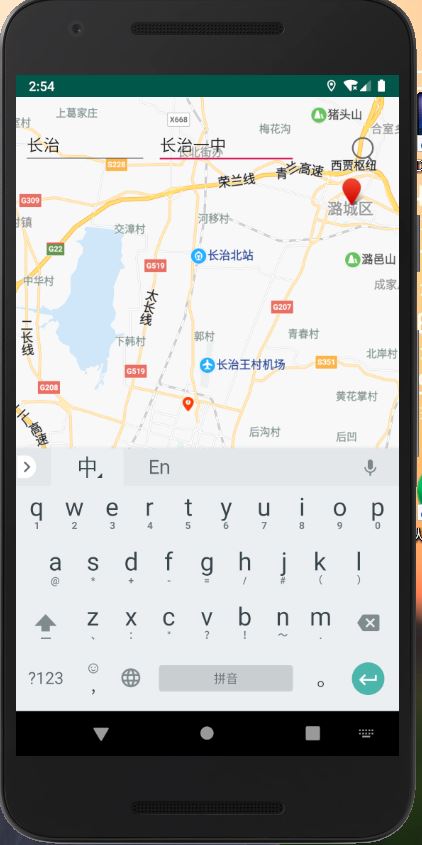 2:54
上葛家庄
X668
猪头山
室村
梅花沟
合室乡
长治
长治一中
长北街办
S228
青兰高速
西贾枢纽
荣兰线
G309
村镇
河移村
潞城区
交漳村
G22
长治北站
潞邑山
G519
中华村
成家
太长线
G207
二长线
下韩村
郭村
青春村
北岸村
S351
G519
长治王村机场
G208
黄花掌村
二广高速
后沟村
后凹
中
En
q w e r t y u i o p
1 2 3 4 5 6 7 8 9 0
a s d f g h j k l
@ * + - = / # ( )
z x c v b n m
、 : " ? ! ~ …
?123
,
拼音
。